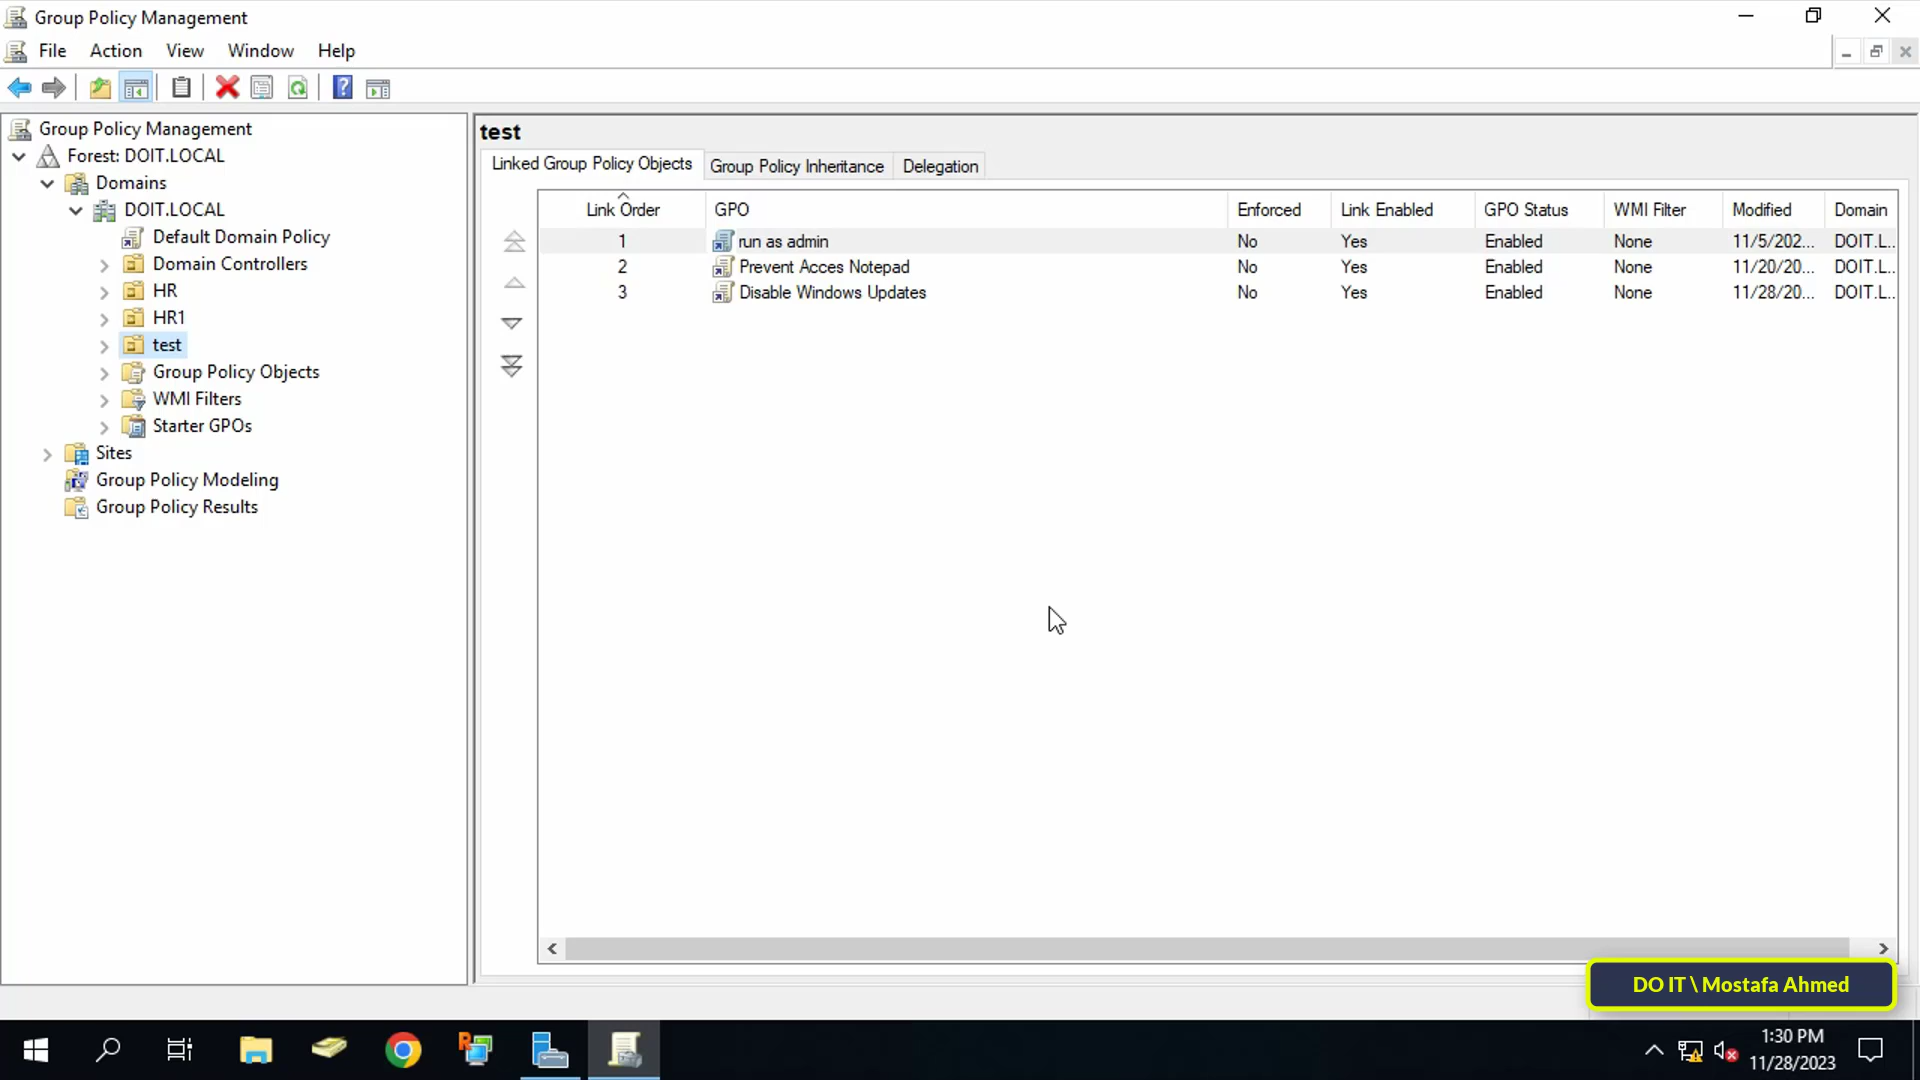 Group Policy Management
File Action View Window Help
Group Policy Management
Forest: DOIT.LOCAL
Domains
DOIT.LOCAL
Default Domain Policy
Domain Controllers
HR
HR1
test
Group Policy Objects
WMI Filters
Starter GPOs
Sites
Group Policy Modeling
Group Policy Results
test
Linked Group Policy Objects Group Policy Inheritance Delegation
Link Order GPO Enforced Link Enabled GPO Status WMI Filter Modified Domain
1 run as admin No Yes Enabled None 11/5/202... DOIT.L...
2 Prevent Acces Notepad No Yes Enabled None 11/20/20... DOIT.L...
3 Disable Windows Updates No Yes Enabled None 11/28/20... DOIT.L...
DO IT \ Mostafa Ahmed
1:30 PM
11/28/2023